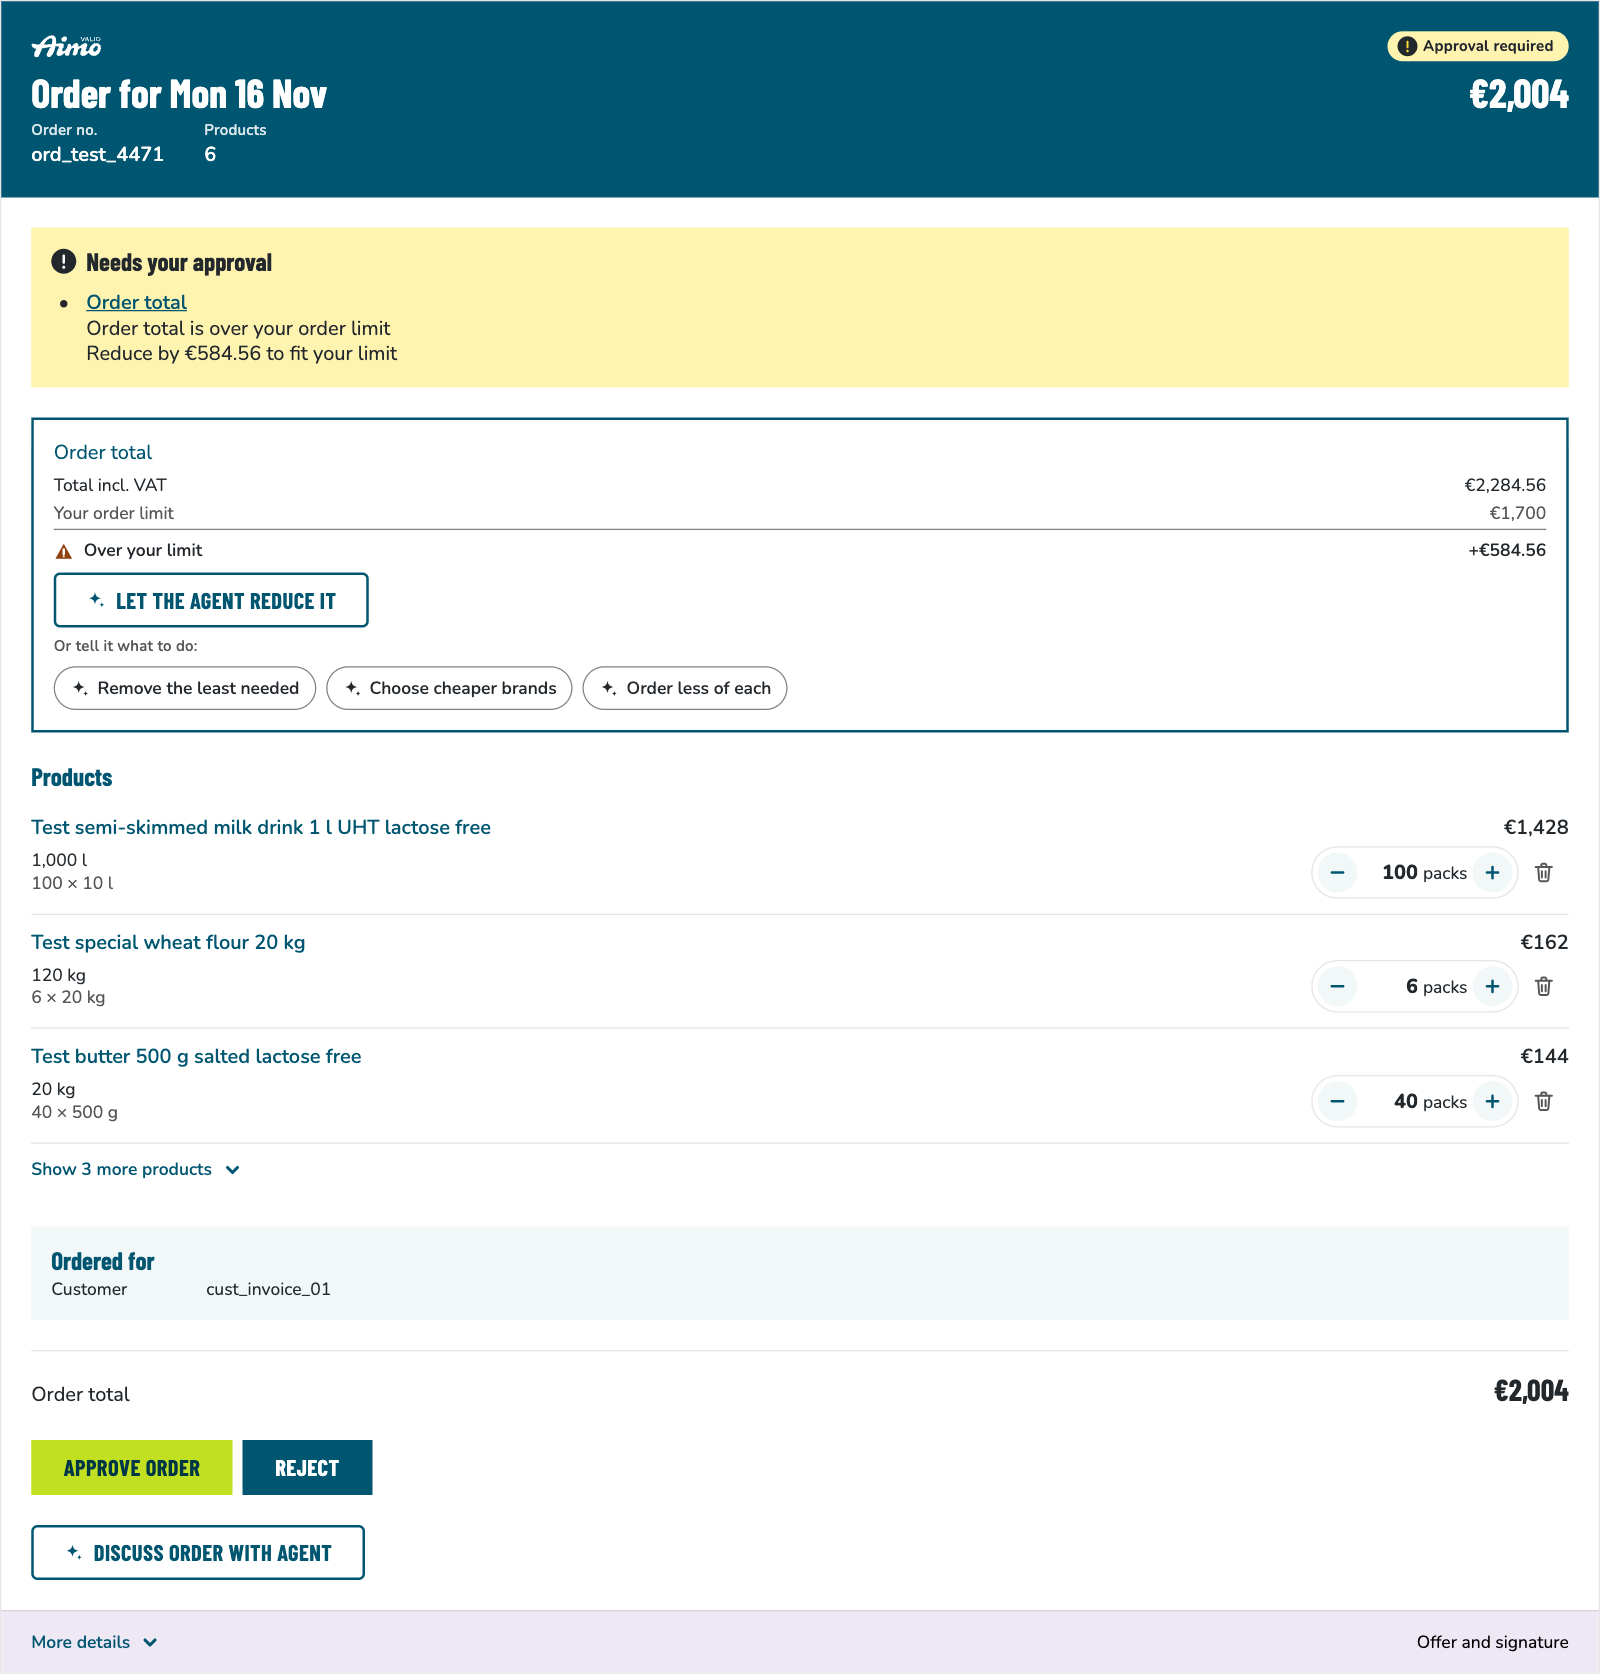 Aimo VALIO
Approval required
Order for Mon 16 Nov
€2,004
Order no.
Products
ord_test_4471
6
Needs your approval
Order total
Order total is over your order limit
Reduce by €584.56 to fit your limit
Order total
Total incl. VAT
€2,284.56
Your order limit
€1,700
Over your limit
+€584.56
LET THE AGENT REDUCE IT
Or tell it what to do:
Remove the least needed
Choose cheaper brands
Order less of each
Products
Test semi-skimmed milk drink 1 l UHT lactose free
€1,428
1,000 l
100 × 10 l
100 packs
Test special wheat flour 20 kg
€162
120 kg
6 × 20 kg
6 packs
Test butter 500 g salted lactose free
€144
20 kg
40 × 500 g
40 packs
Show 3 more products
Ordered for
Customer
cust_invoice_01
Order total
€2,004
APPROVE ORDER
REJECT
DISCUSS ORDER WITH AGENT
More details
Offer and signature